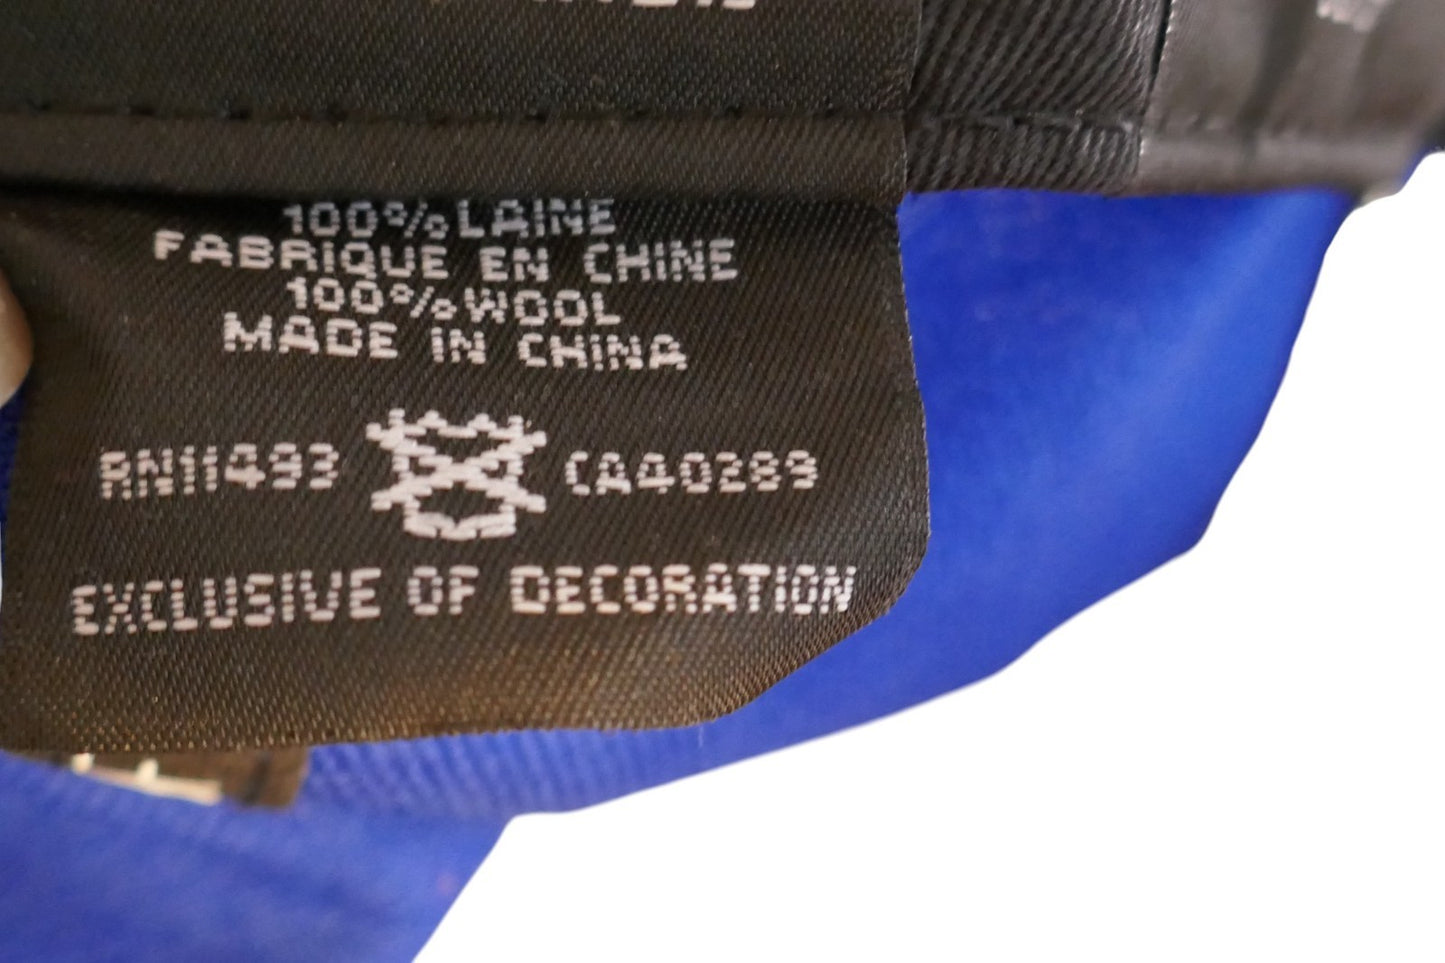 100% LAINE
FABRIQUE EN CHINE
100% WOOL
MADE IN CHINA
RN11493 CA40289
EXCLUSIVE OF DECORATION